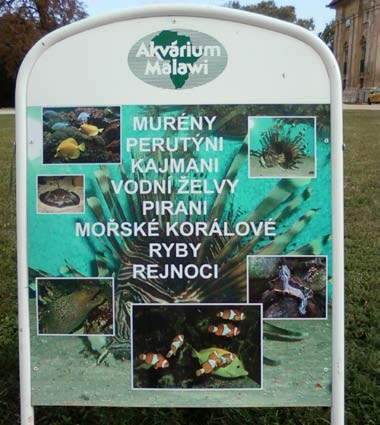 Akvárium
Malawi
MURÉNY
PERUTÝNI
KAJMANI
VODNÍ ŽELVY
PIRANI
MOŘSKÉ KORÁLOVÉ
RYBY
REJNOCI